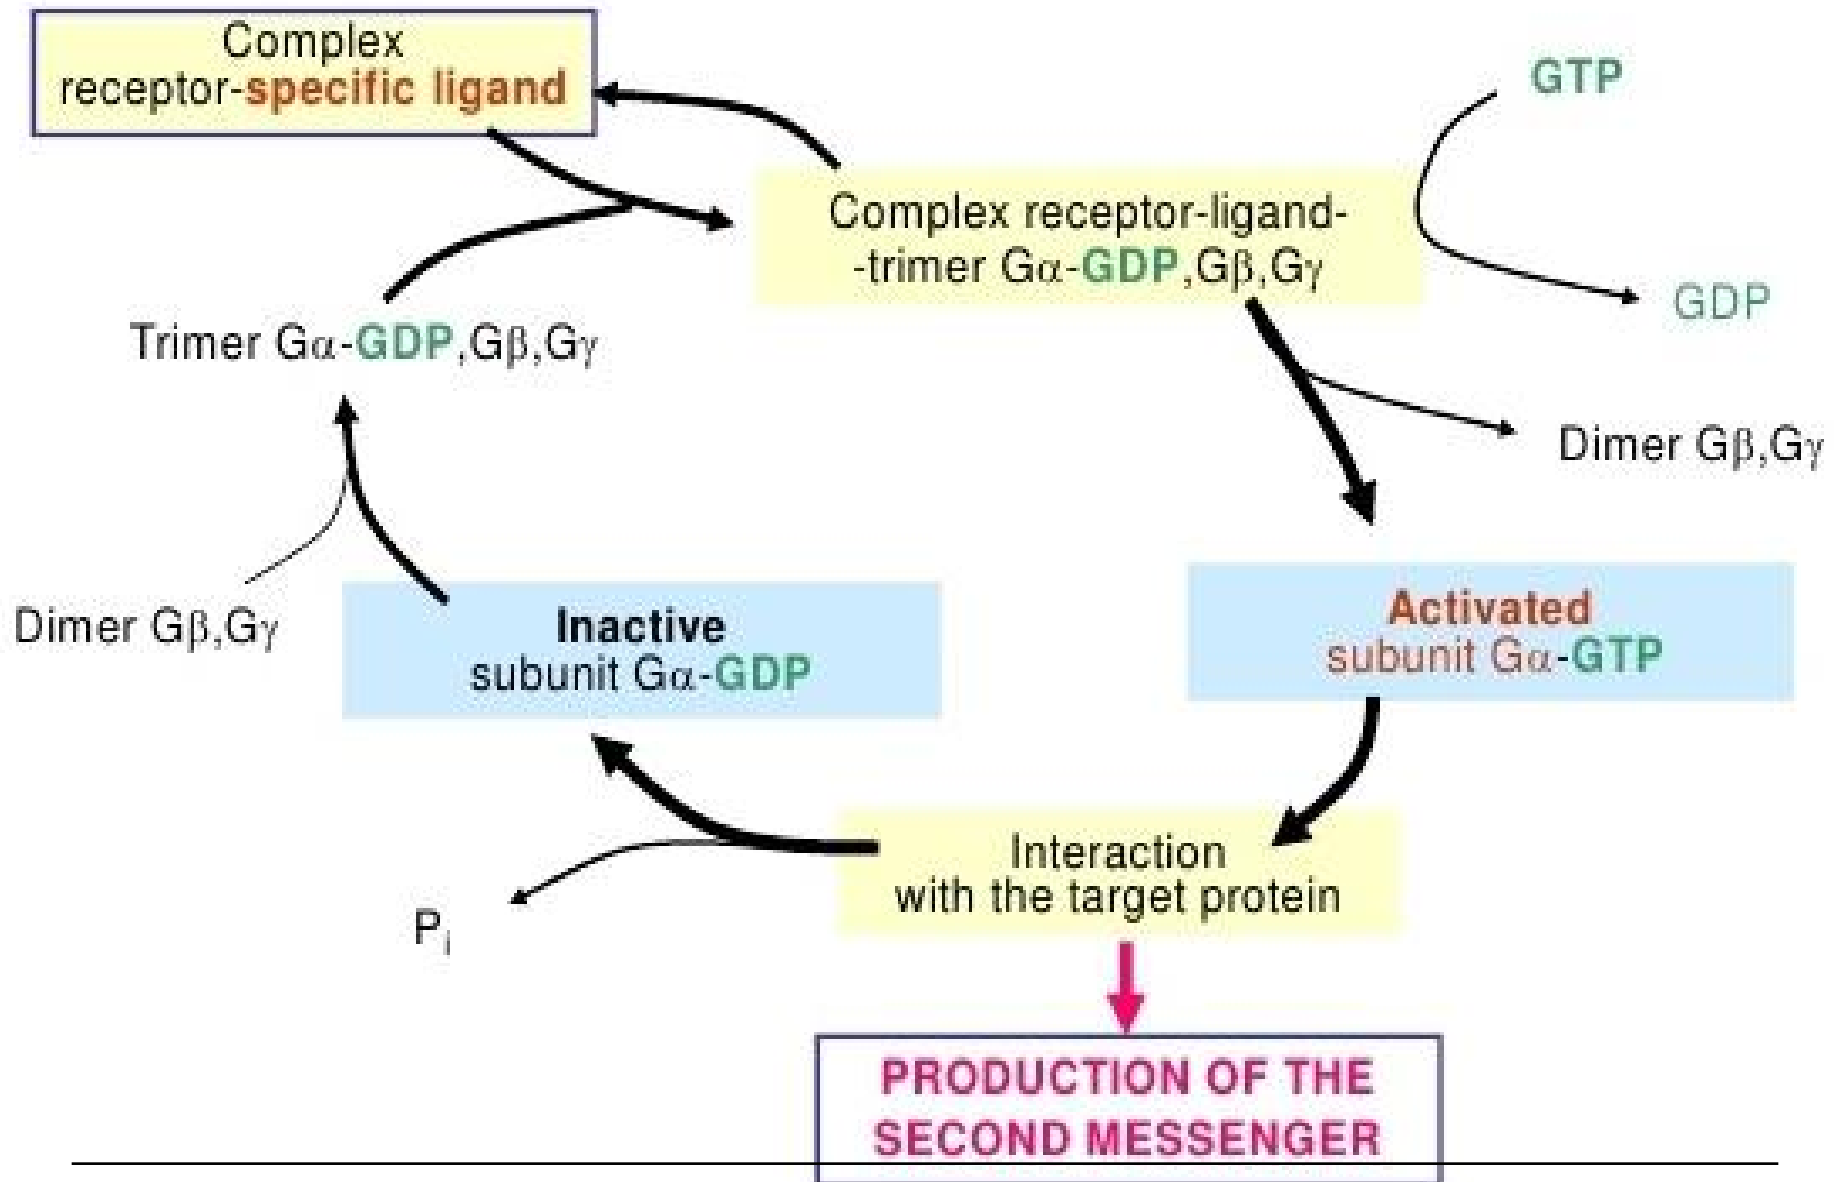 Complex
receptor-specific ligand
GTP
Complex receptor-ligand-
-trimer Gα-GDP,Gβ,Gγ
GDP
Trimer Gα-GDP,Gβ,Gγ
Dimer Gβ,Gγ
Dimer Gβ,Gγ
Inactive
subunit Gα-GDP
Activated
subunit Gα-GTP
Interaction
with the target protein
Pi
PRODUCTION OF THE
SECOND MESSENGER